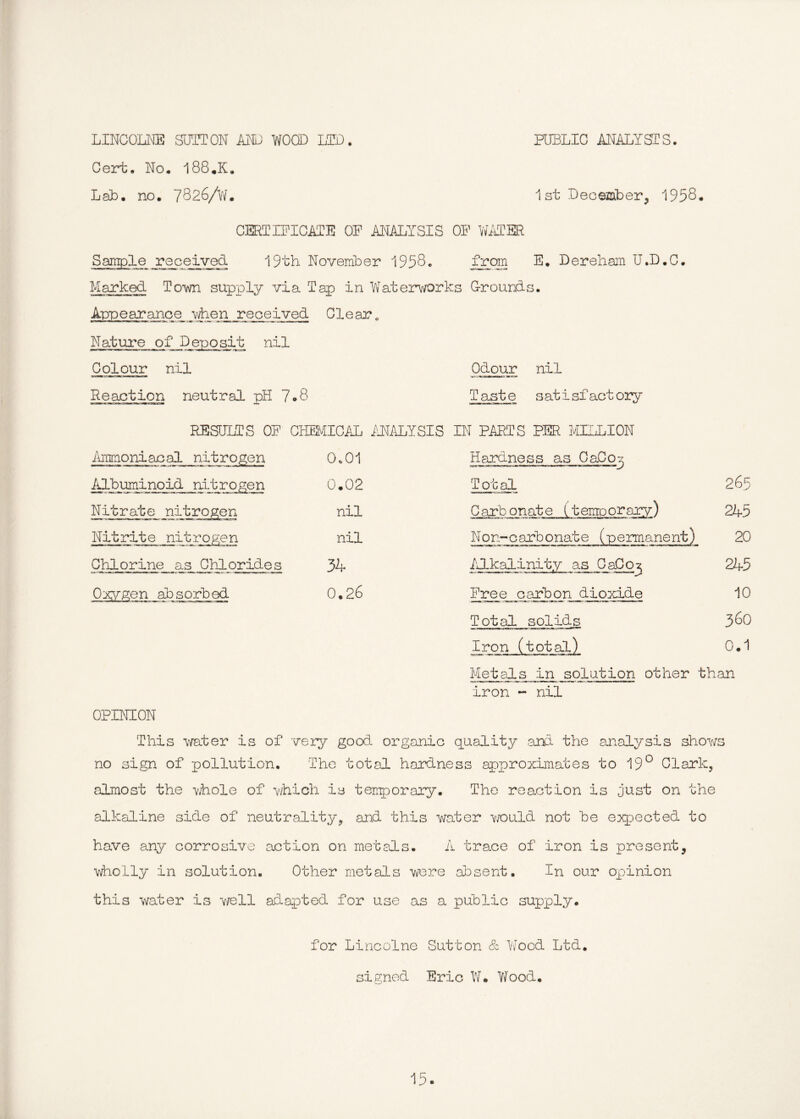 LINCOLNE SUTTON AND WOOD LTD. PUBLIC ANALYSTS.
Cert. No. 188.K.
Lab. no. 7826/W. 1st December, 1958.
CERTIFICATE OF ANALYSIS OF WATER
Sample received 19th November 1958. from E. Dereham U.D.C.
Marked Town supply via Tap in Waterworks Grounds.
Appearance when received Clear.
Nature of Deposit nil
Colour nil Odour nil
Reaction neutral pH 7.8 Taste satisfactory
RESULTS OF CHEMICAL ANALYSIS IN PARTS PER MILLION
Ammoniacal nitrogen 0.01 Hardness as CaCo3
Albuminoid nitrogen 0.02 Total 265
Nitrate nitrogen nil Carbonate (temporary) 245
Nitrite nitrogen nil Non-carbonate (permanent) 20
Chlorine as Chlorides 34 Alkalinity as CaCo3 245
Oxygen absorbed 0.26 Free carbon dioxide 10
Total solids 360
Iron (total) 0.1
Metals in solution other than
iron - nil
OPINION
This water is of very good organic quality and the analysis shows
no sign of pollution. The total hardness approximates to 19° Clark,
almost the whole of which is temporary. The reaction is just on the
alkaline side of neutrality, and this water would not be expected to
have any corrosive action on metals. A trace of iron is present,
wholly in solution. Other metals were absent. In our opinion
this water is well adapted for use as a public supply.
for Lincolne Sutton & Wood Ltd.
signed Eric W. Wood.
15.